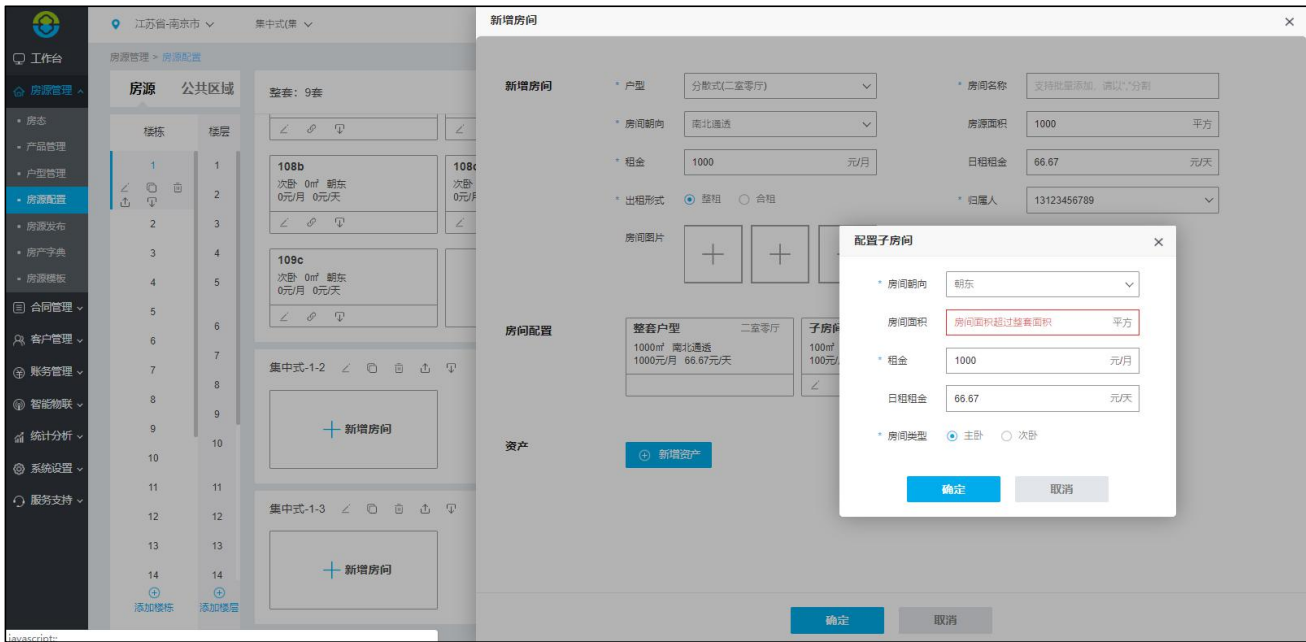 江苏省-南京市
集中式(集
新增房间
工作台
房源管理
房态
产品管理
户型管理
房源配置
房源发布
房产字典
房源模板
合同管理
客户管理
账务管理
智能物联
统计分析
系统设置
服务支持
房源管理 > 房源配置
房源
公共区域
楼栋
楼层
1
2
3
4
5
6
7
8
9
10
11
12
13
14
添加楼栋
1
2
3
4
5
6
7
8
9
10
11
12
13
14
添加楼层
整套：9套
108b
次卧 0㎡ 朝东
0元/月 0元/天
108c
次卧
0元/月
109c
次卧 0㎡ 朝东
0元/月 0元/天
集中式-1-2
新增房间
集中式-1-3
新增房间
新增房间
* 户型
分散式(二室零厅)
* 房间名称
支持批量添加，请以","分割
* 房间朝向
南北通透
房源面积
1000
平方
* 租金
1000
元/月
日租租金
66.67
元/天
* 出租形式
整租
合租
* 归属人
13123456789
房间图片
房间配置
整套户型
二室零厅
1000㎡ 南北通透
1000元/月 66.67元/天
子房间
100㎡
100元/
资产
新增资产
确定
取消
配置子房间
* 房间朝向
朝东
房间面积
房间面积超过整套面积
平方
* 租金
1000
元/月
日租租金
66.67
元/天
* 房间类型
主卧
次卧
确定
取消
javascript:;